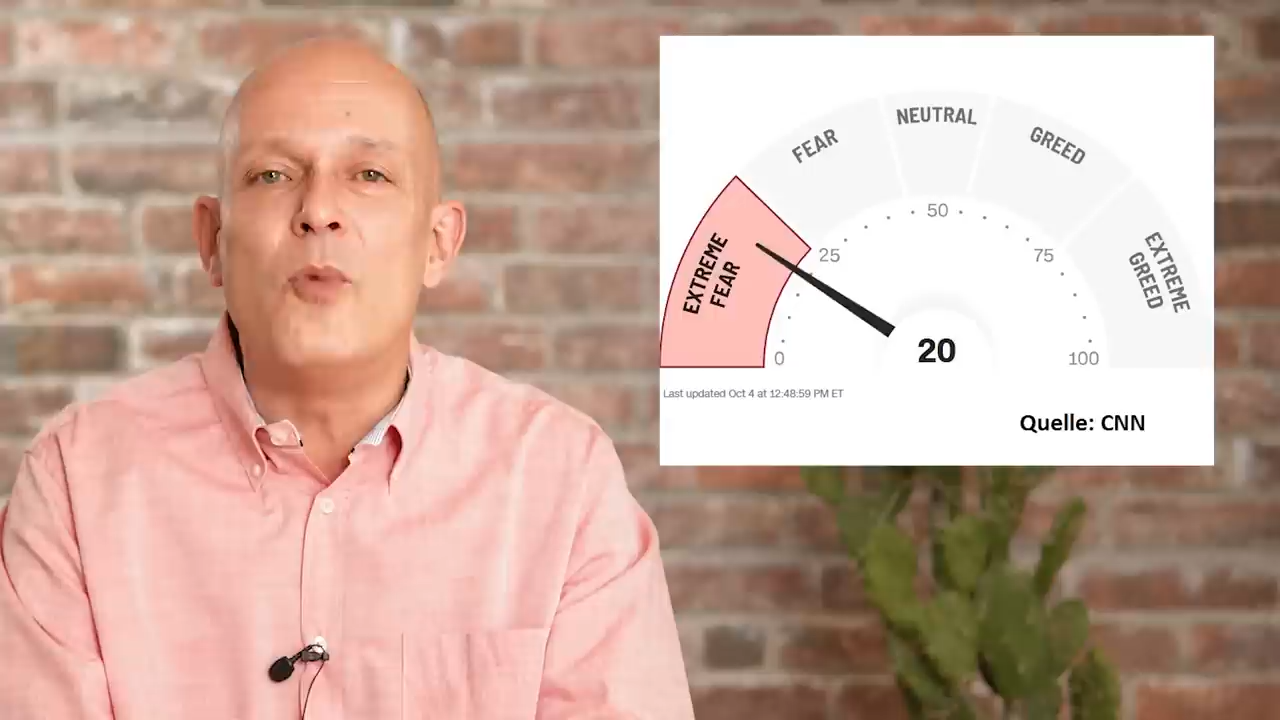 NEUTRAL
FEAR
GREED
EXTREME
FEAR
EXTREME
GREED
50
25
75
0
20
100
Last updated Oct 4 at 12:48:59 PM ET
Quelle: CNN